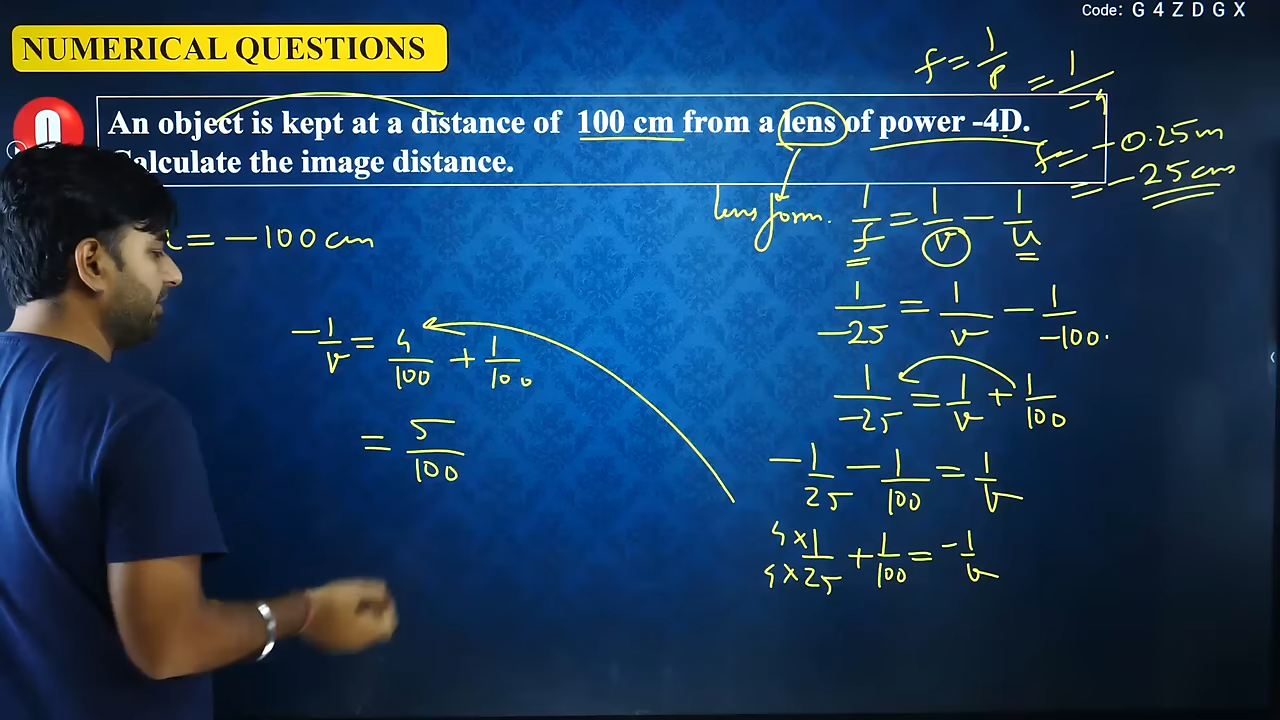 Code: G 4 Z D G X
NUMERICAL QUESTIONS
f = 1/P = 1/-4
An object is kept at a distance of 100 cm from a lens of power -4D.
f = -0.25m
Calculate the image distance.
= -25 cm
lens form. 1/f = 1/v - 1/u
= -100 cm
1/-25 = 1/v - 1/-100.
-1/v = 4/100 + 1/100
1/-25 = 1/v + 1/100
= 5/100
-1/25 - 1/100 = 1/v
4×1/4×25 + 1/100 = -1/v